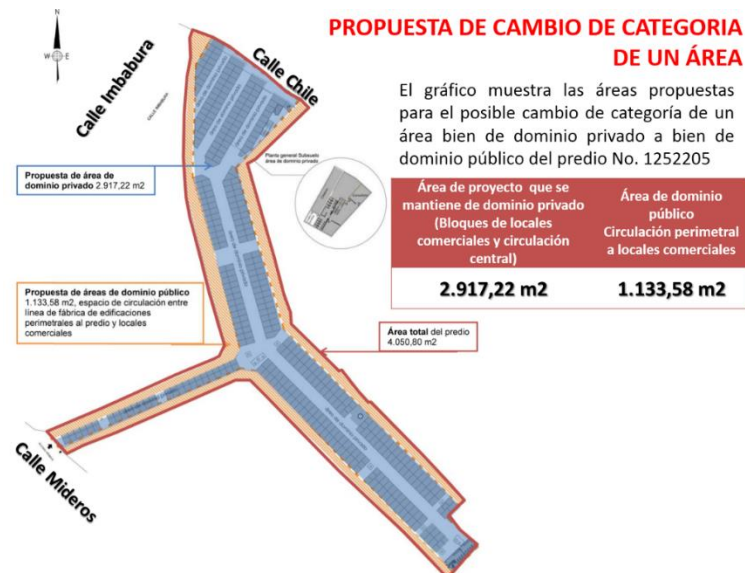 PROPUESTA DE CAMBIO DE CATEGORIA
DE UN ÁREA
El gráfico muestra las áreas propuestas
para el posible cambio de categoría de un
área bien de dominio privado a bien de
dominio público del predio No. 1252205
Área de proyecto que se
mantiene de dominio privado
(Bloques de locales
comerciales y circulación
central)
Área de dominio
público
Circulación perimetral
a locales comerciales
2.917,22 m2
1.133,58 m2
N
W
E
Calle Imbabura
CALLE IMBABURA
Calle Chile
Planta general Subsuelo
área de dominio privado
Propuesta de área de
dominio privado 2.917,22 m2
Propuesta de áreas de dominio público
1.133,58 m2, espacio de circulación entre
línea de fábrica de edificaciones
perimetrales al predio y locales
comerciales
Área total del predio
4.050,80 m2
Calle Mideros